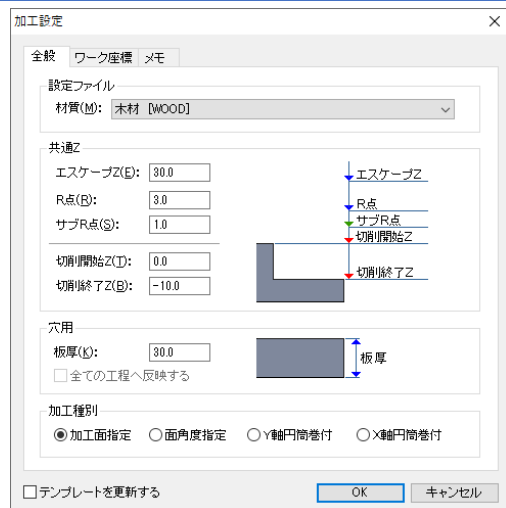 加工設定
全般 ワーク座標 メモ
設定ファイル
材質(M): 木材 [WOOD]
共通Z
エスケープZ(E): 30.0
R点(R): 3.0
サブR点(S): 1.0
切削開始Z(T): 0.0
切削終了Z(B): -10.0
エスケープZ
R点
サブR点
切削開始Z
切削終了Z
穴用
板厚(K): 30.0
全ての工程へ反映する
板厚
加工種別
加工面指定 面角度指定 Y軸円筒巻付 X軸円筒巻付
テンプレートを更新する OK キャンセル